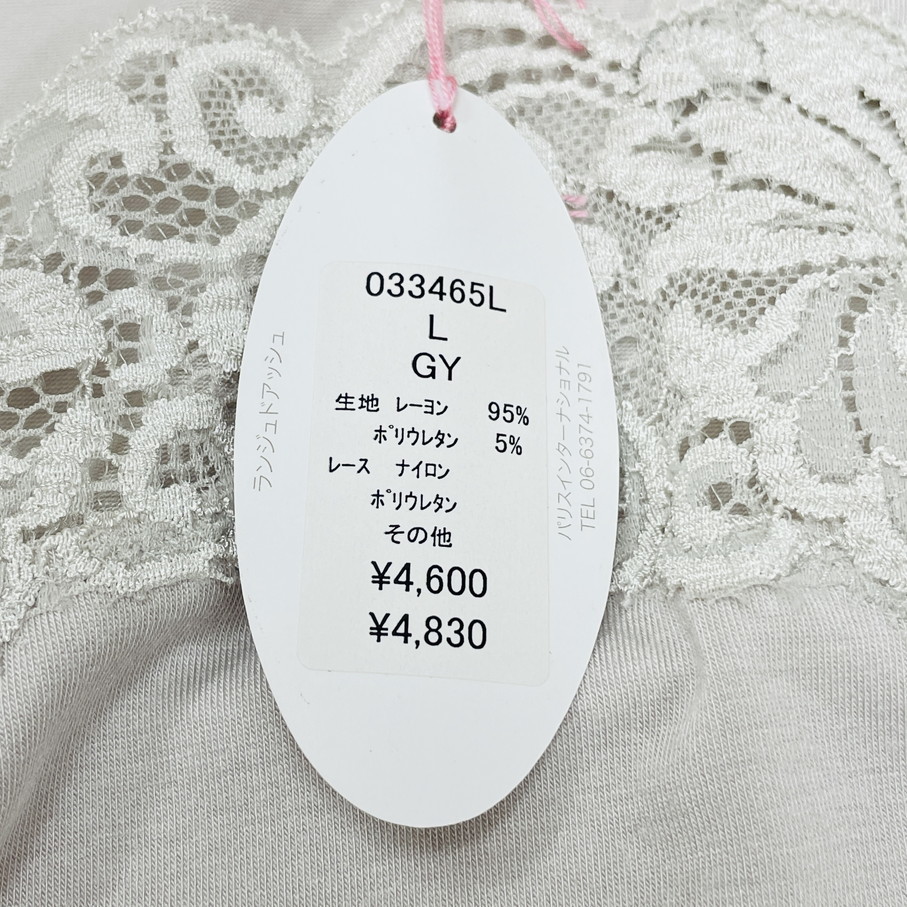 033465L
L
GY
生地 レーヨン 95%
ポリウレタン 5%
レース ナイロン
ポリウレタン
その他
¥4,600
¥4,830
ランジュドアッシュ
パリスインターナショナル
TEL 06-6374-1791